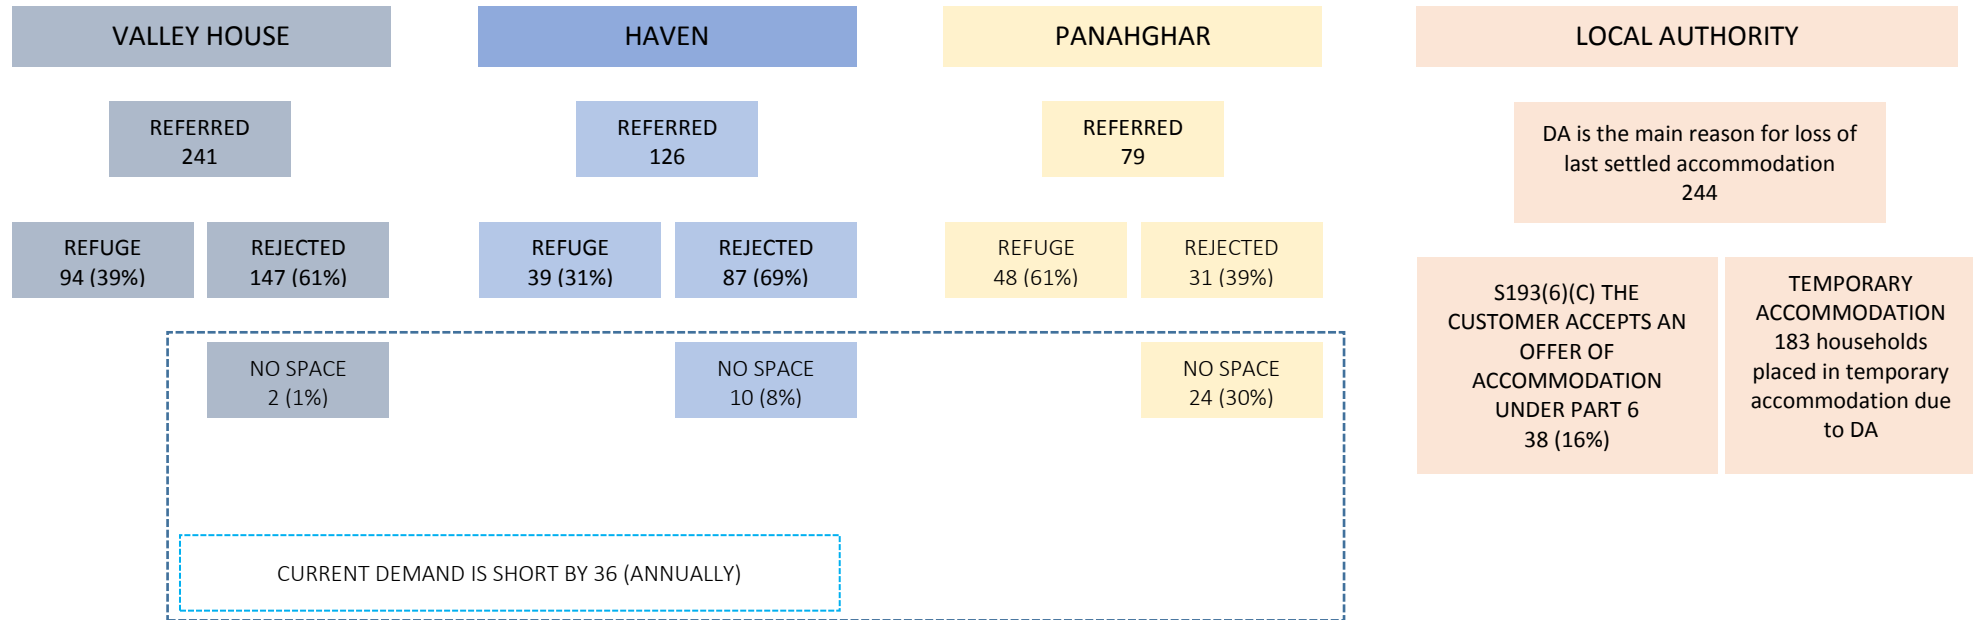 VALLEY HOUSE
HAVEN
PANAHGHAR
LOCAL AUTHORITY
REFERRED
241
REFERRED
126
REFERRED
79
DA is the main reason for loss of
last settled accommodation
244
REFUGE
94 (39%)
REJECTED
147 (61%)
REFUGE
39 (31%)
REJECTED
87 (69%)
REFUGE
48 (61%)
REJECTED
31 (39%)
S193(6)(C) THE
CUSTOMER ACCEPTS AN
OFFER OF
ACCOMMODATION
UNDER PART 6
38 (16%)
TEMPORARY
ACCOMMODATION
183 households
placed in temporary
accommodation due
to DA
NO SPACE
2 (1%)
NO SPACE
10 (8%)
NO SPACE
24 (30%)
CURRENT DEMAND IS SHORT BY 36 (ANNUALLY)